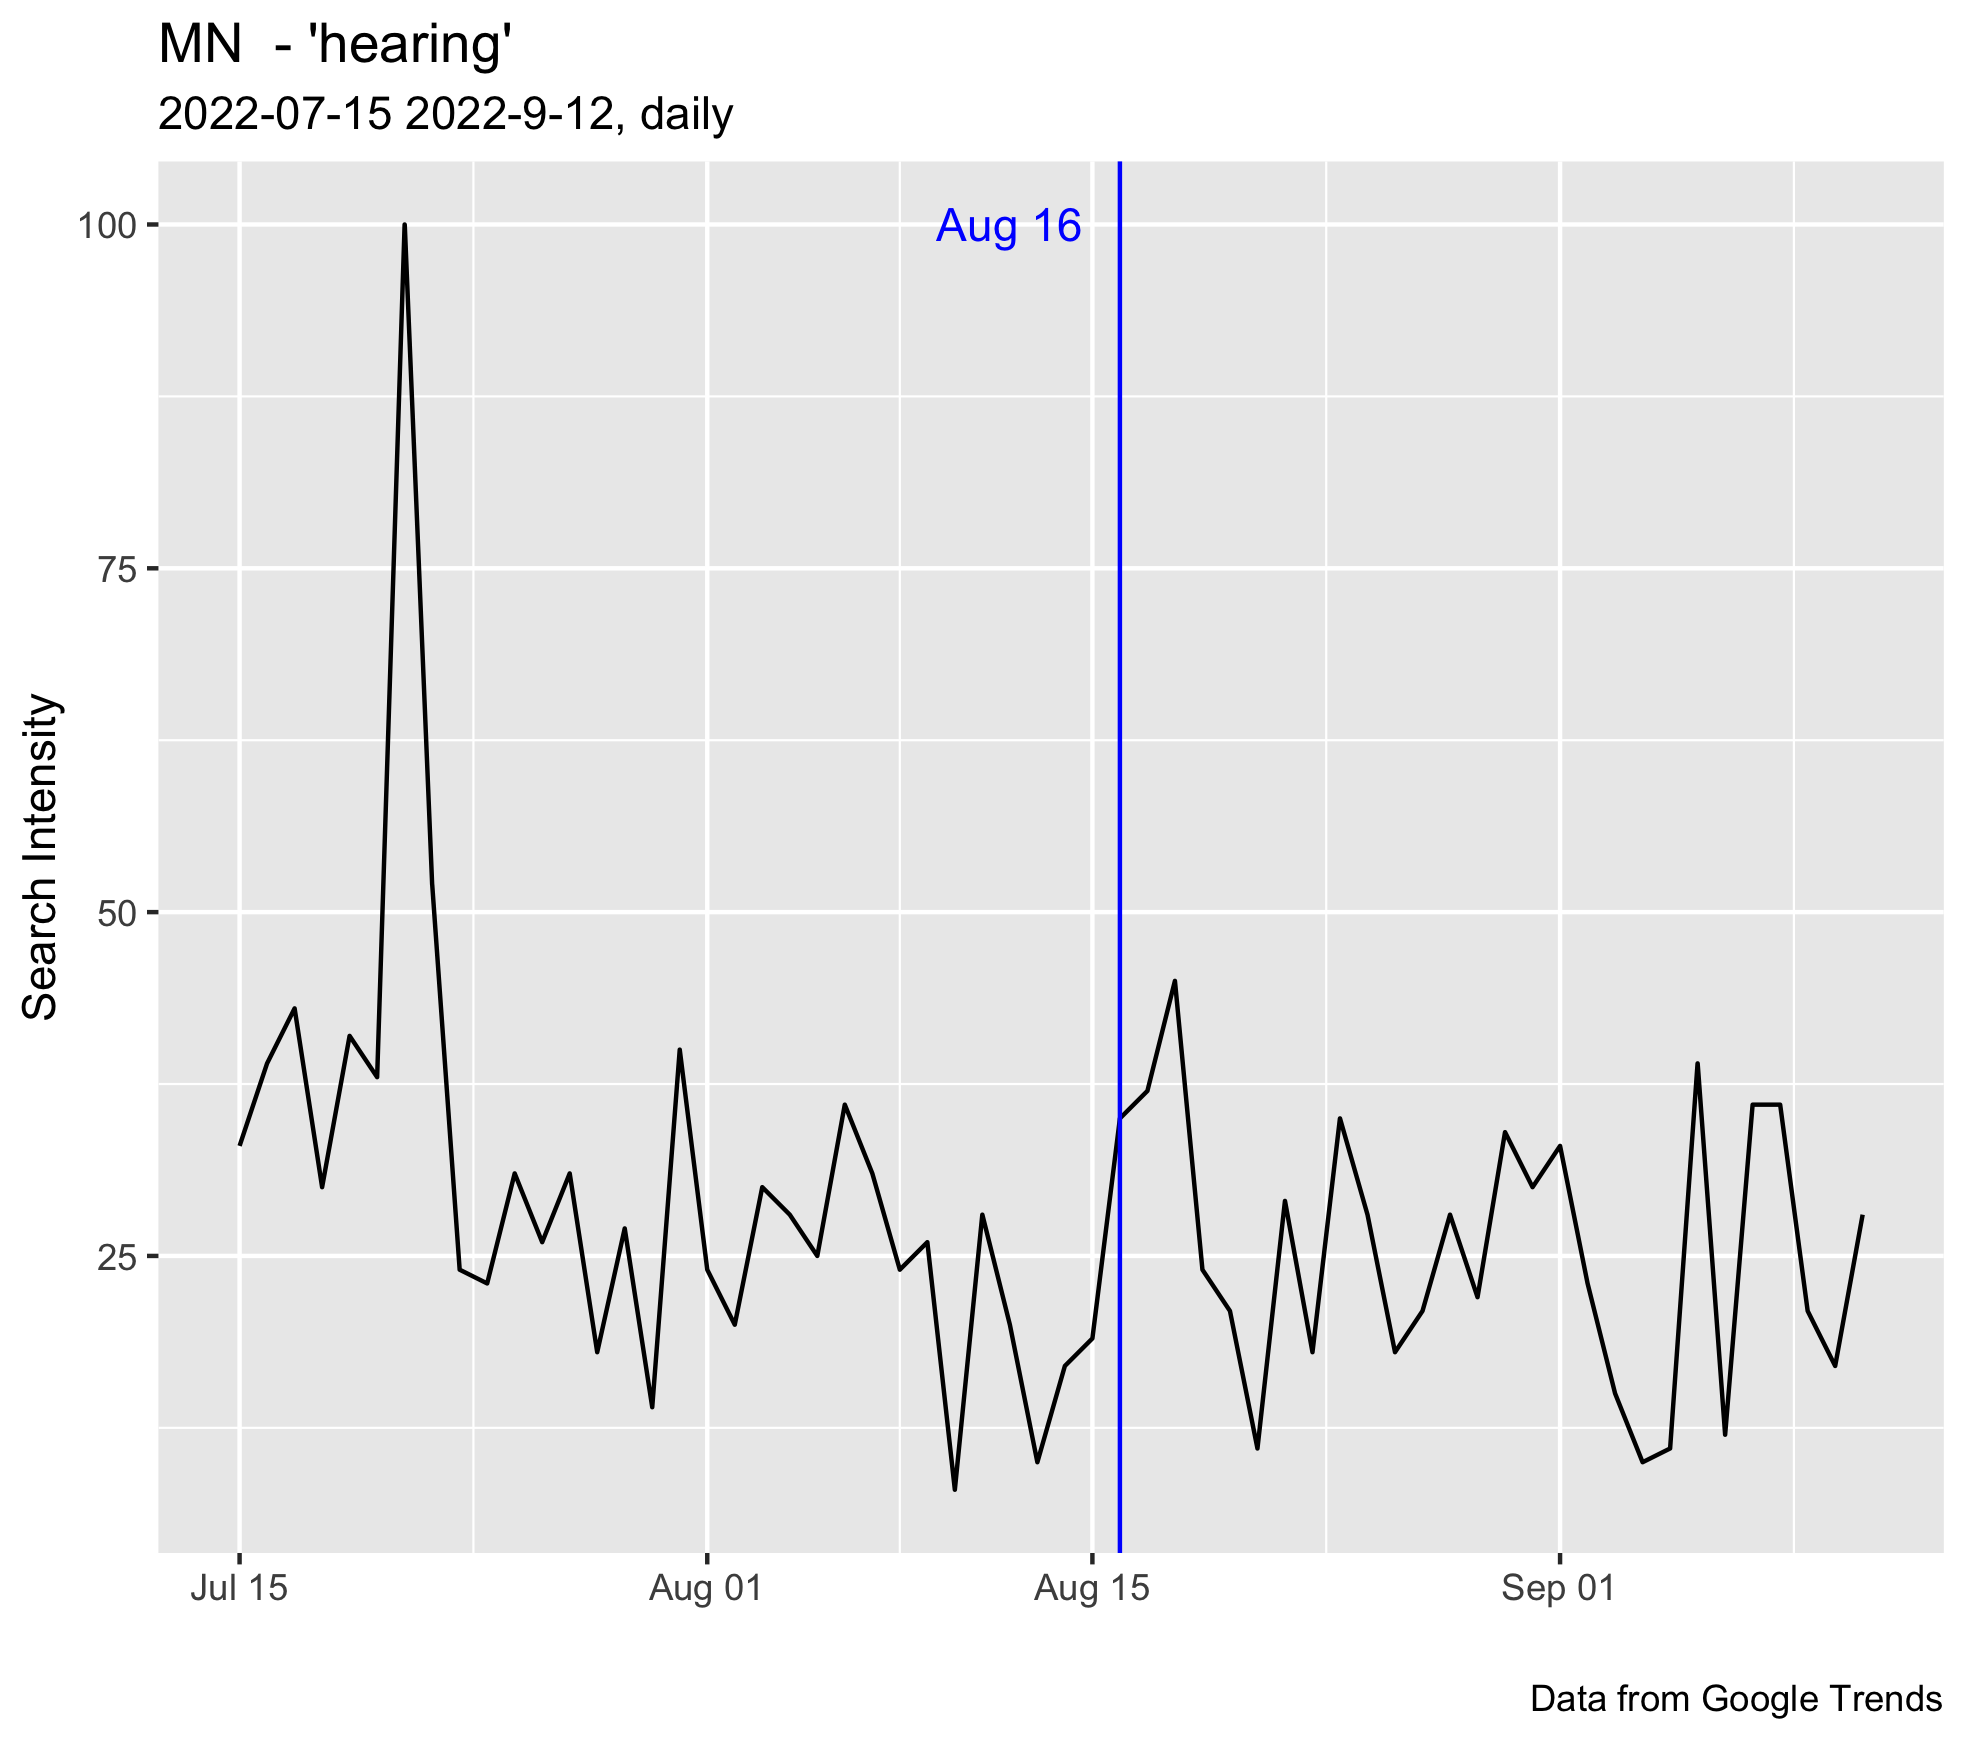 MN  - 'hearing'
2022-07-15 2022-9-12, daily
Aug 16
100
75
50
25
Search Intensity
Jul 15
Aug 01
Aug 15
Sep 01
Data from Google Trends